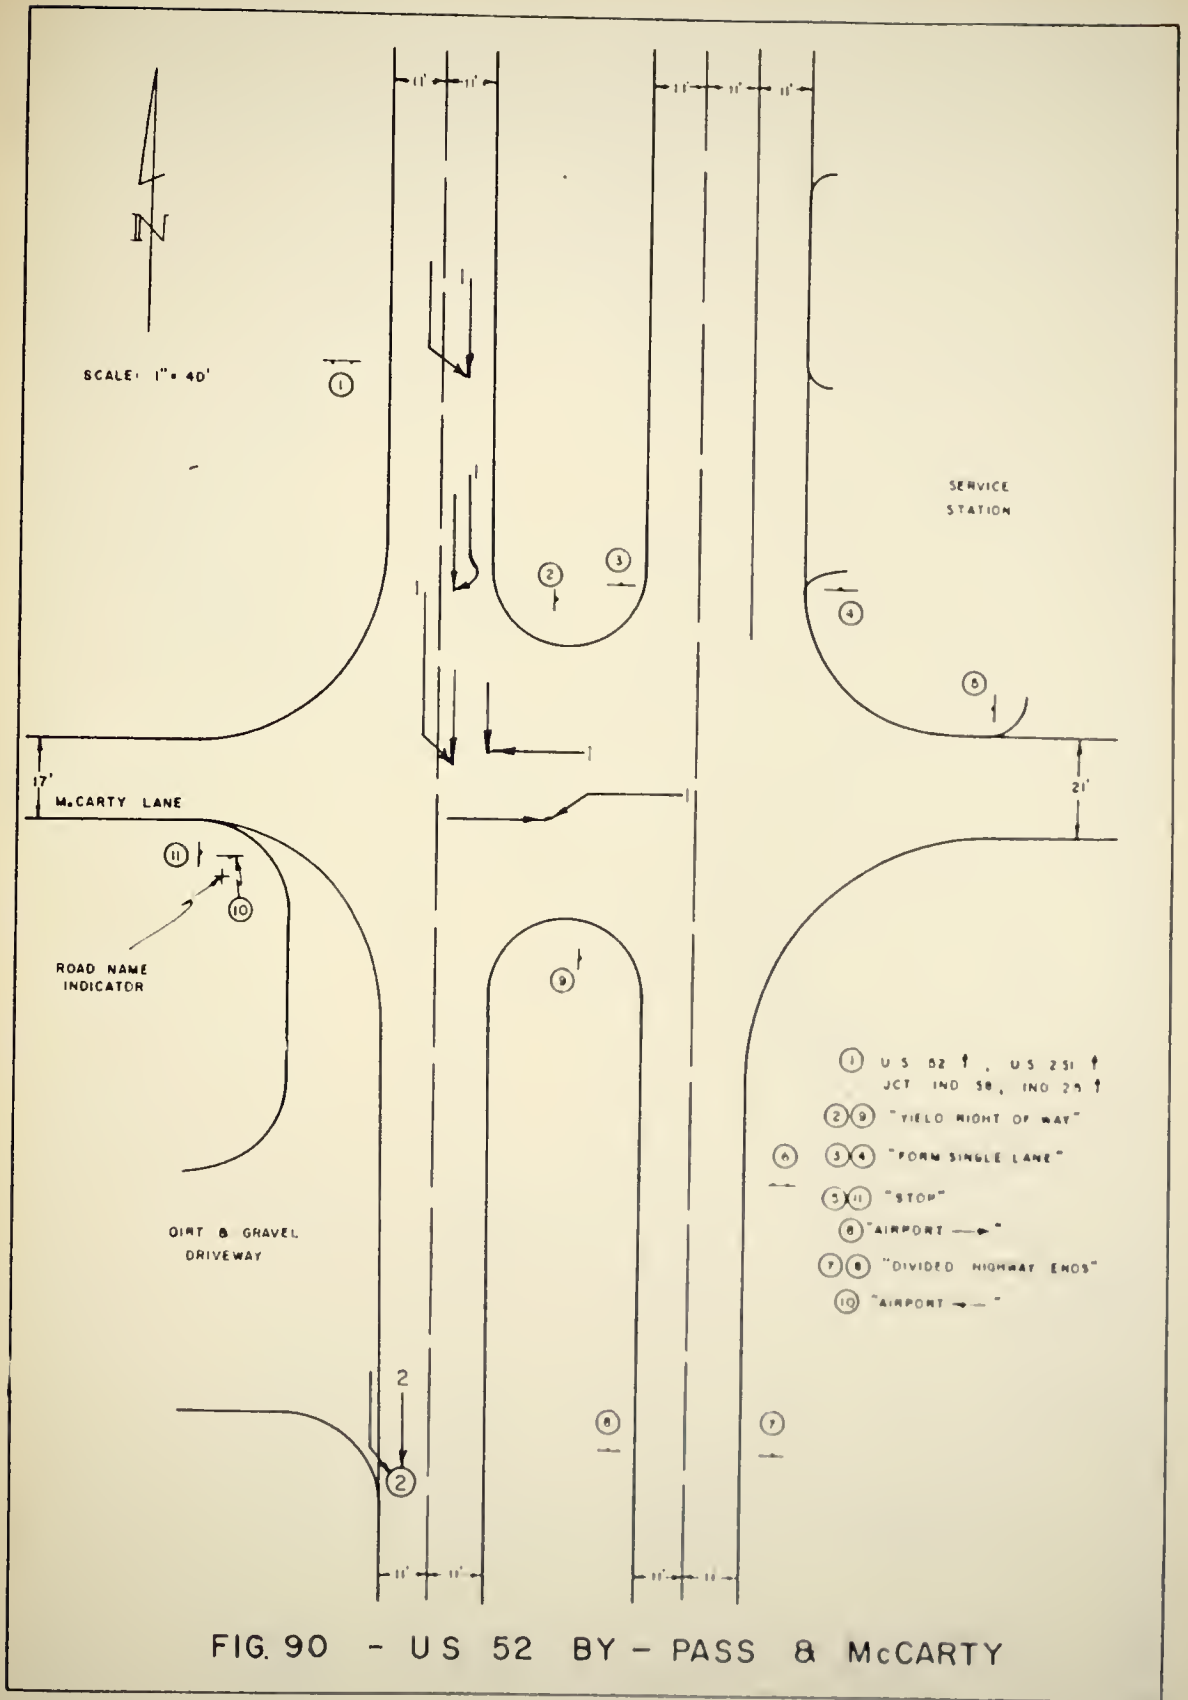 11' 11' 11' 11' 11'
N
SCALE: 1" = 40'
1
1
1
SERVICE
STATION
1
3
2
4
1
8
1
17'
McCARTY LANE
1
21'
11
10
ROAD NAME
INDICATOR
9
1 US 52 ↑, US 231 ↑
JCT IND 38, IND 25 ↑
2 9 "YIELD RIGHT OF WAY"
6
3 4 "FORM SINGLE LANE"
5 11 "STOP"
6 "AIRPORT →"
7 8 "DIVIDED HIGHWAY ENDS"
10 "AIRPORT ←"
DIRT & GRAVEL
DRIVEWAY
2
8
7
2
11' 11' 11' 11'
FIG. 90 - US 52 BY-PASS & McCARTY